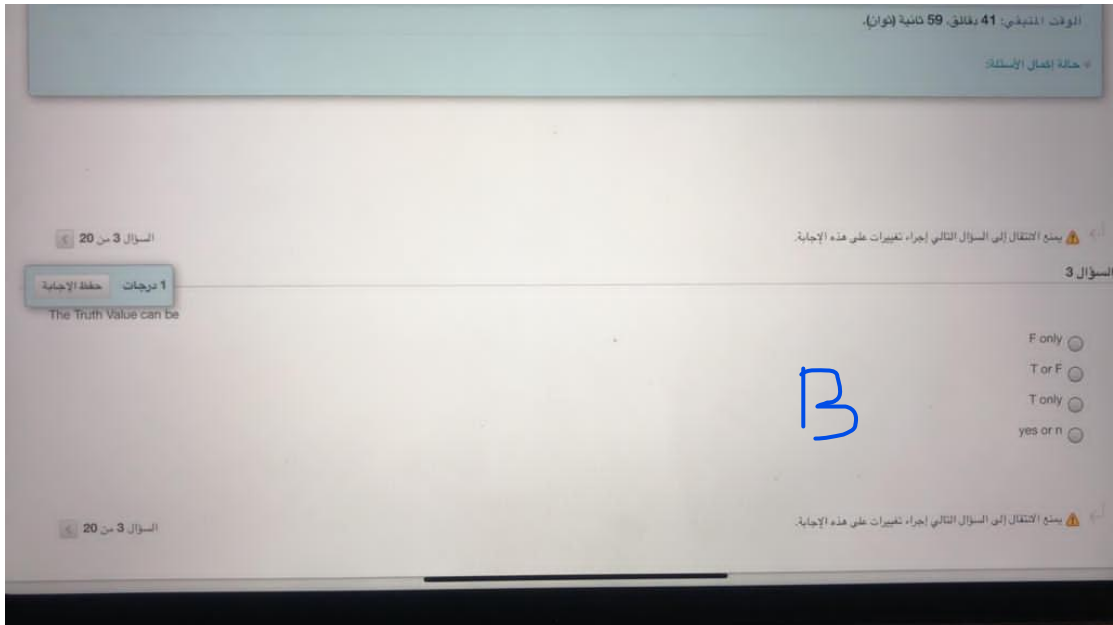 الوقت المتبقي: 41 دقائق، 59 ثانية (ثوان).
حالة إكمال الأسئلة:
يمنع الانتقال إلى السؤال التالي إجراء تغييرات على هذه الإجابة.
السؤال 3 من 20
السؤال 3
1 درجات
حفظ الإجابة
The Truth Value can be
F only
T or F
T only
yes or n
B
يمنع الانتقال إلى السؤال التالي إجراء تغييرات على هذه الإجابة.
السؤال 3 من 20